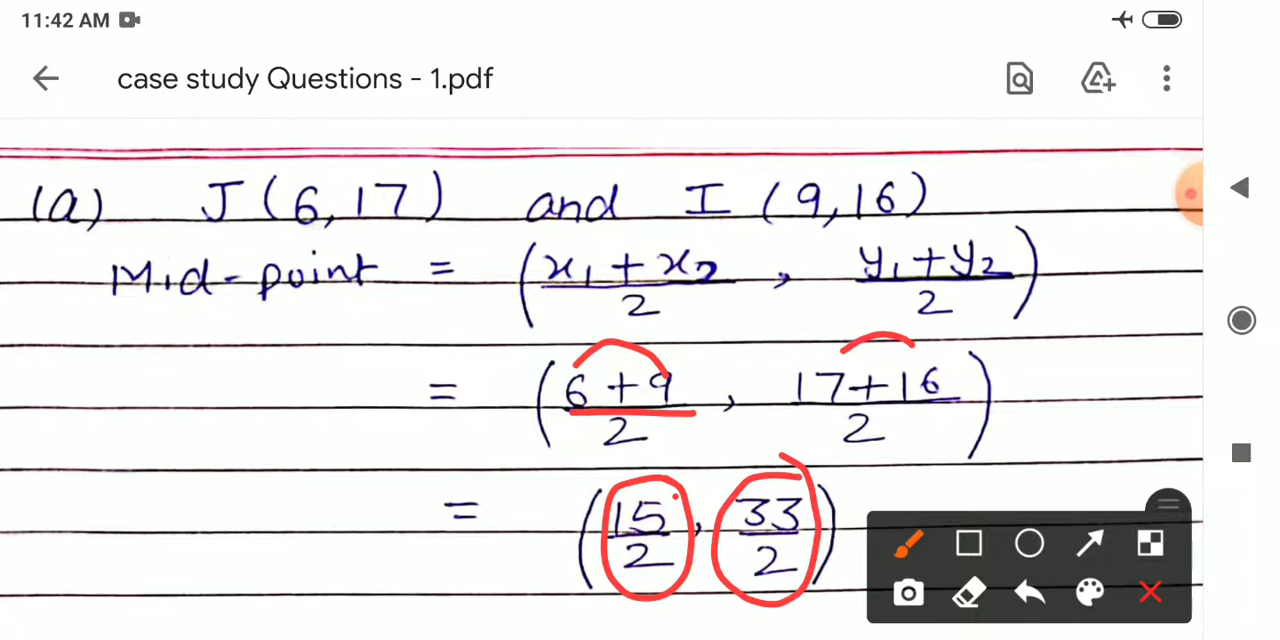 11:42 AM
case study Questions - 1.pdf
(a) J(6,17) and I (9,16)
Mid-point = (x₁+x₂/2 , y₁+y₂/2)
= (6+9/2 , 17+16/2)
= (15/2 , 33/2)